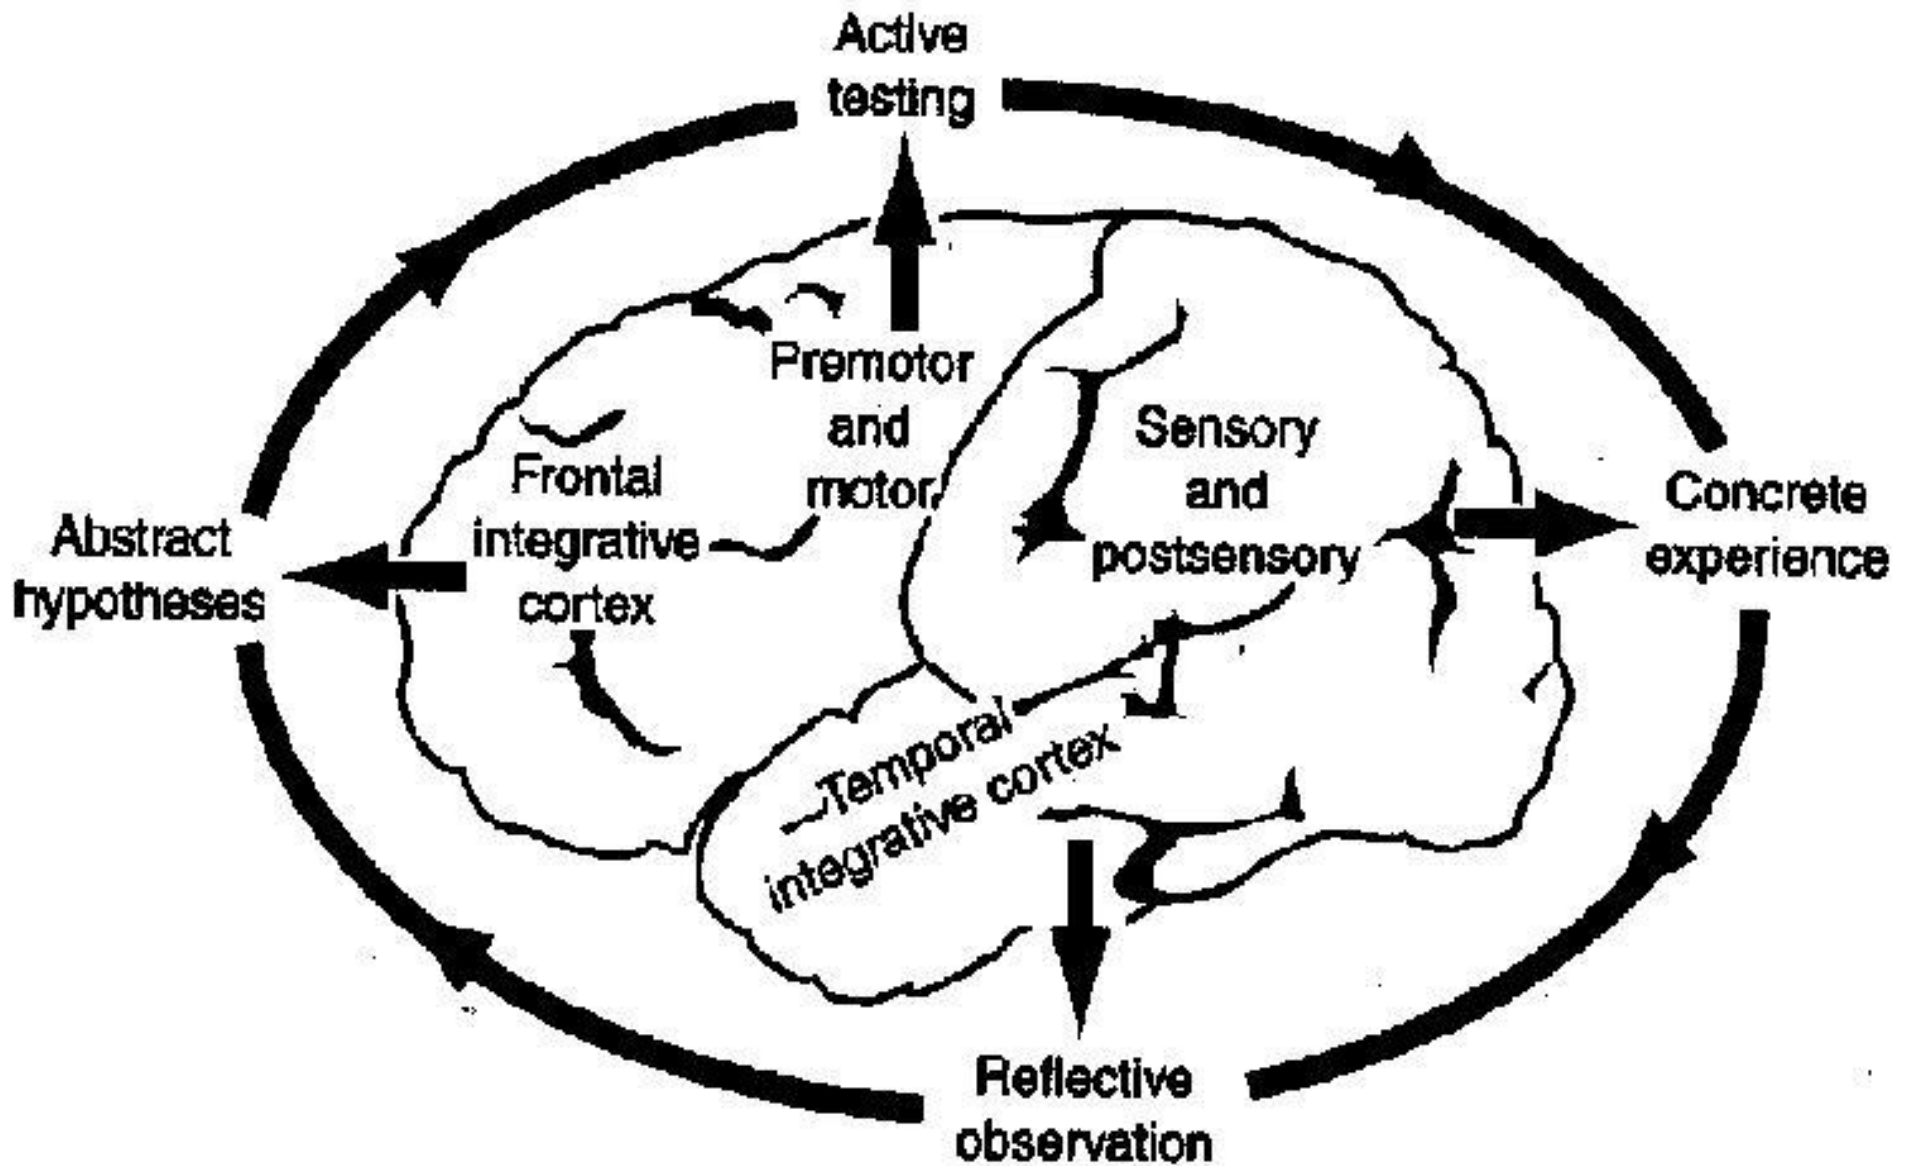 Active
testing
Premotor
and
motor
Sensory
and
postsensory
Frontal
integrative
cortex
Concrete
experience
Abstract
hypotheses
Temporal
integrative cortex
Reflective
observation